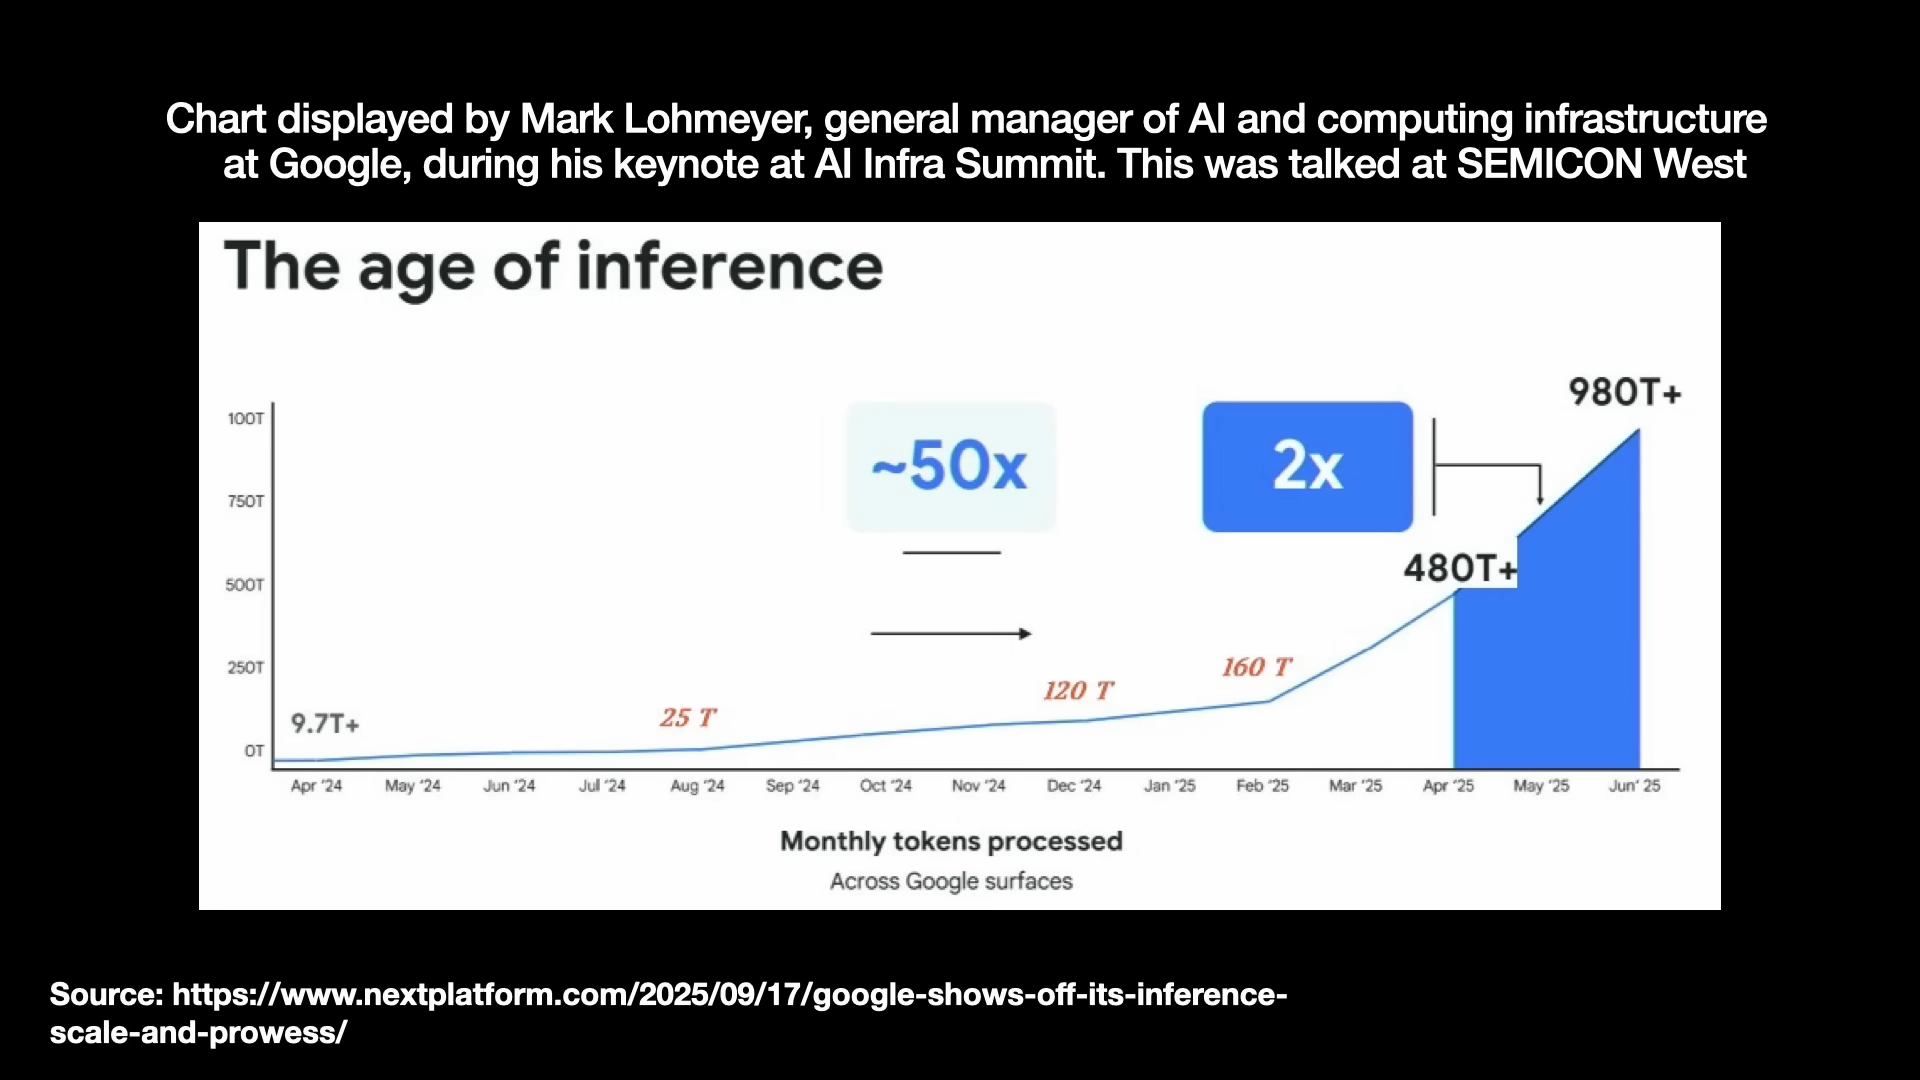 Chart displayed by Mark Lohmeyer, general manager of AI and computing infrastructure
at Google, during his keynote at AI Infra Summit. This was talked at SEMICON West
The age of inference
980T+
100T
~50x
2x
750T
480T+
500T
250T
160 T
120 T
25 T
9.7T+
0T
Apr '24 May '24 Jun '24 Jul '24 Aug '24 Sep '24 Oct '24 Nov '24 Dec '24 Jan '25 Feb '25 Mar '25 Apr '25 May '25 Jun' 25
Monthly tokens processed
Across Google surfaces
Source: https://www.nextplatform.com/2025/09/17/google-shows-off-its-inference-
scale-and-prowess/